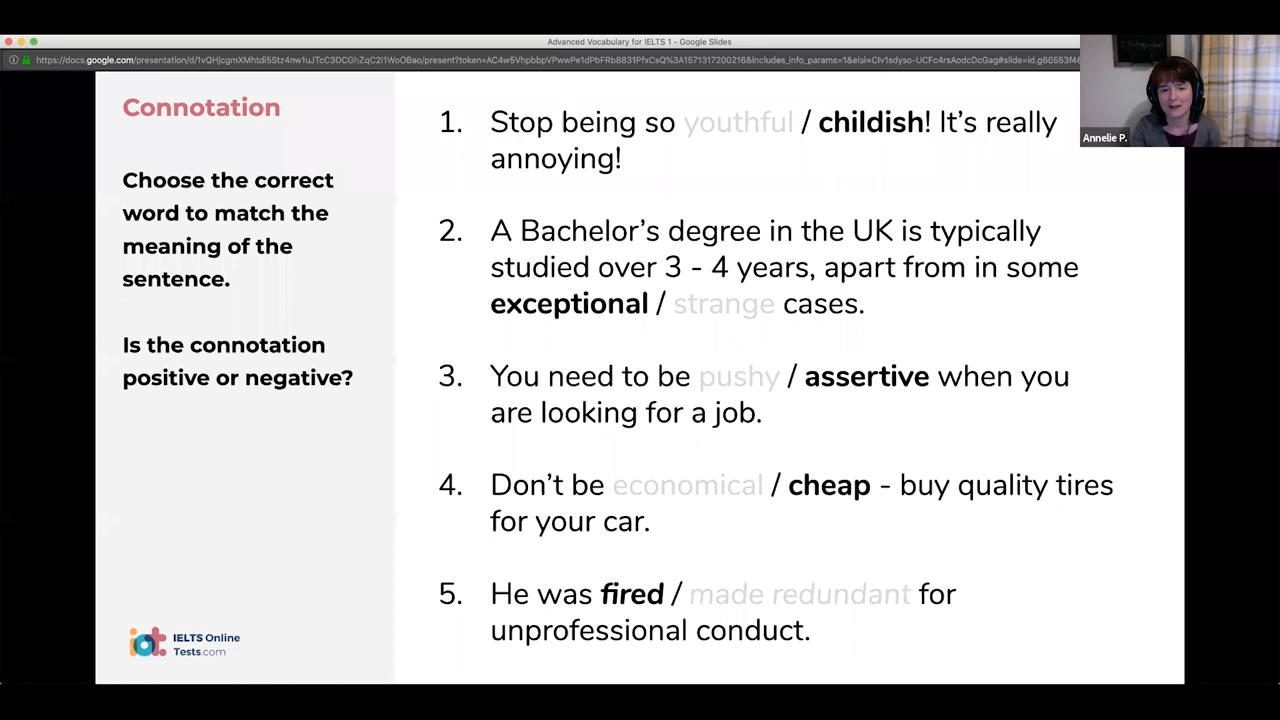 Advanced Vocabulary for IELTS 1 - Google Slides
Annelie P.
Connotation
Choose the correct
word to match the
meaning of the
sentence.
Is the connotation
positive or negative?
1. Stop being so youthful / childish! It’s really
annoying!
2. A Bachelor’s degree in the UK is typically
studied over 3 - 4 years, apart from in some
exceptional / strange cases.
3. You need to be pushy / assertive when you
are looking for a job.
4. Don’t be economical / cheap - buy quality tires
for your car.
5. He was fired / made redundant for
unprofessional conduct.
iot IELTS Online
Tests.com